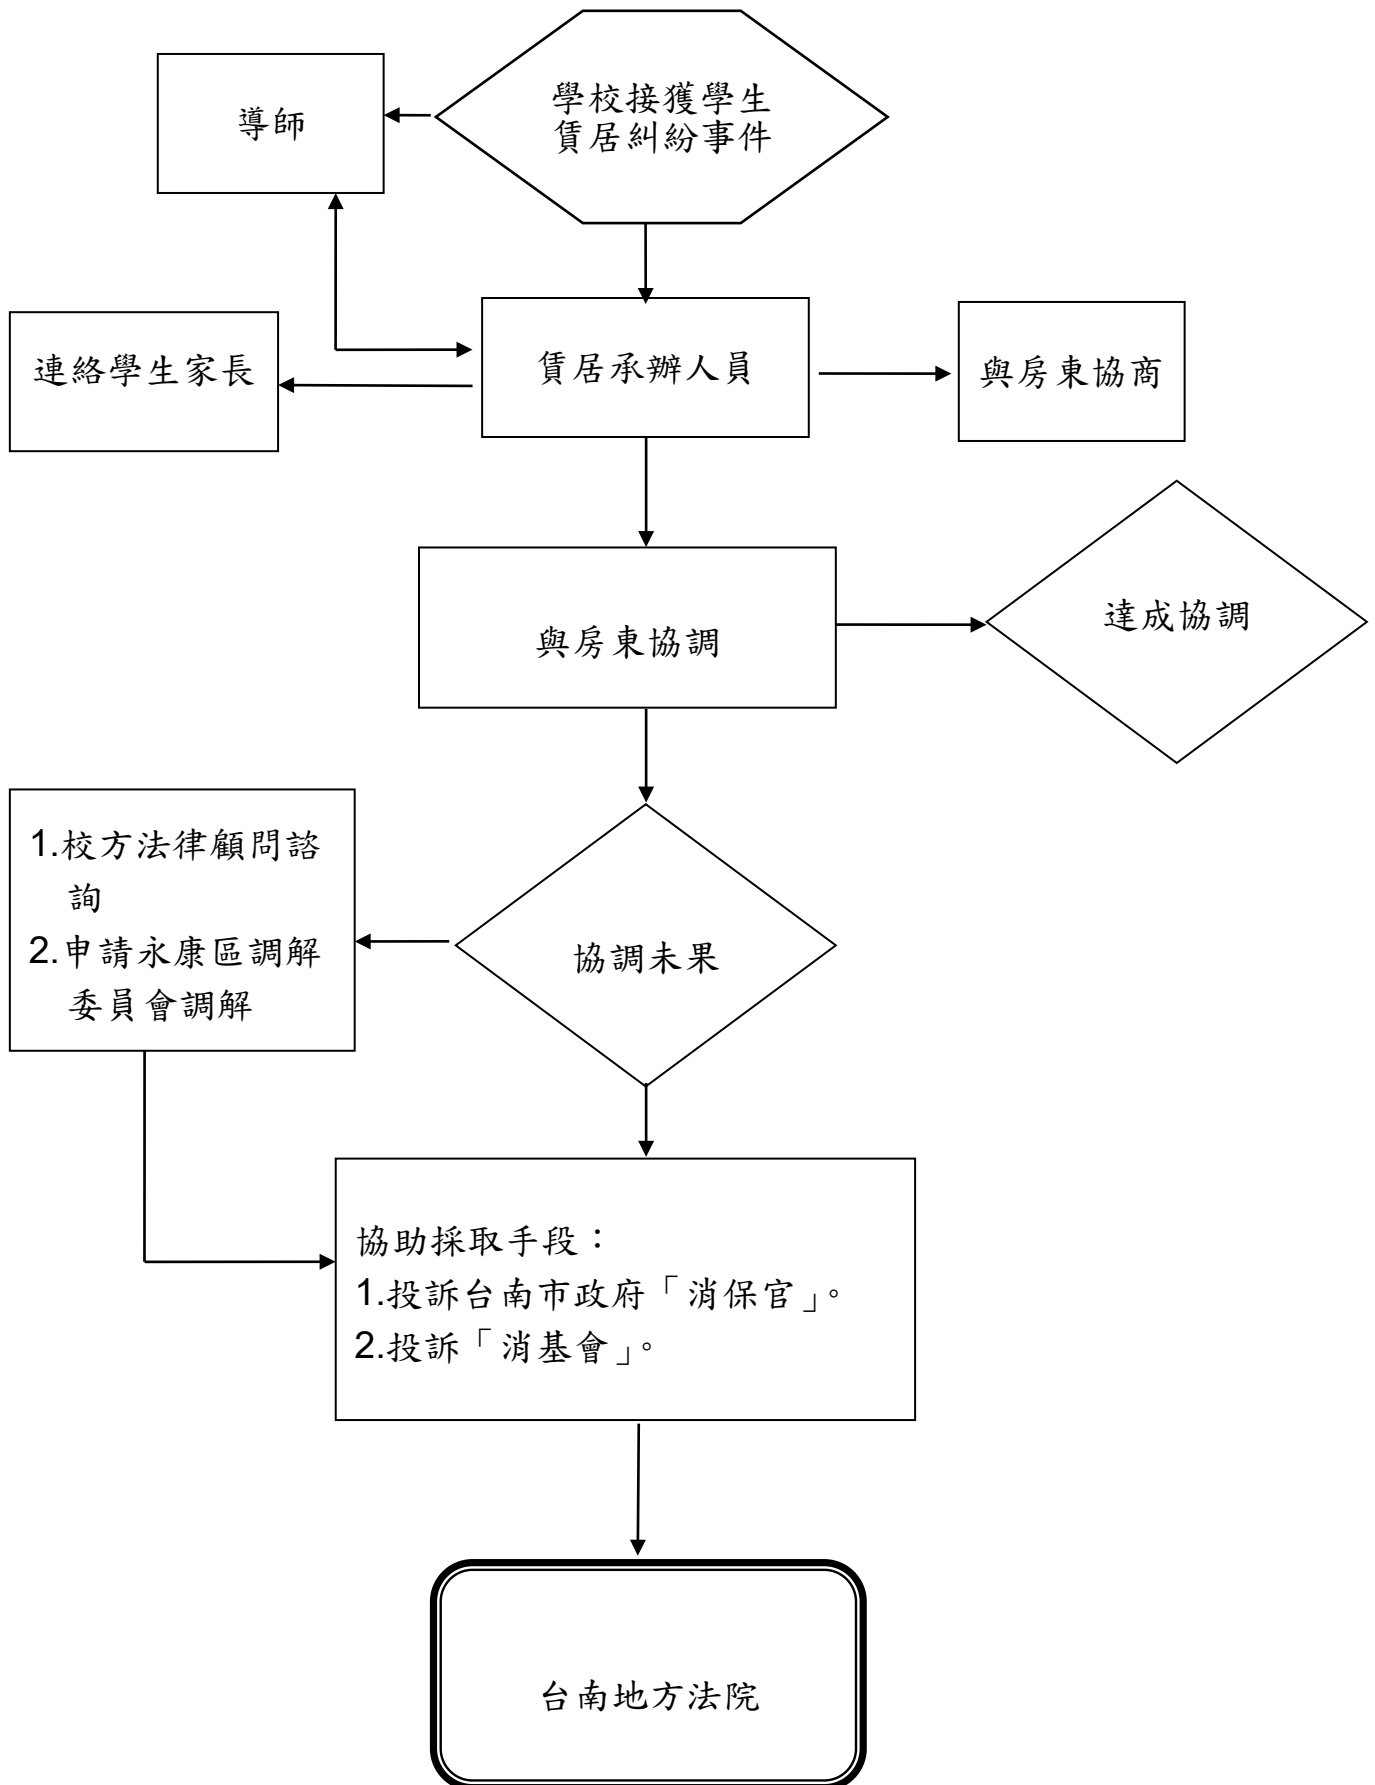 學校接獲學生
賃居糾紛事件
導師
連絡學生家長
賃居承辦人員
與房東協商
與房東協調
達成協調
1.校方法律顧問諮
詢
2.申請永康區調解
委員會調解
協調未果
協助採取手段：
1.投訴台南市政府「消保官」。
2.投訴「消基會」。
台南地方法院